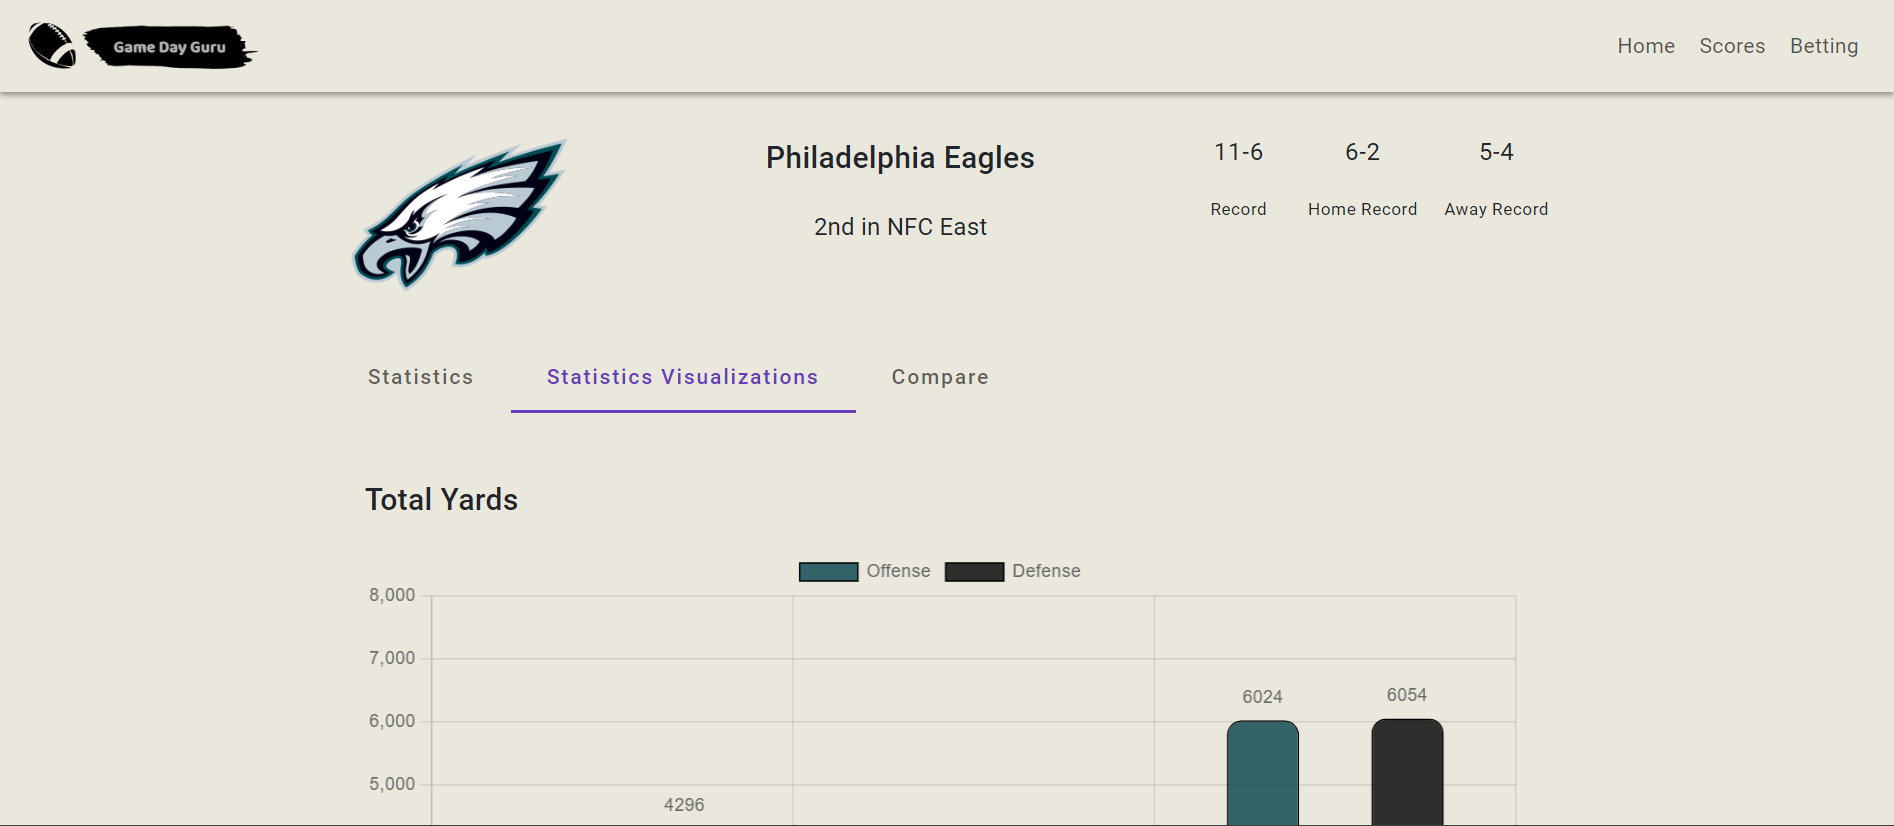 Game Day Guru
Home Scores Betting
Philadelphia Eagles
2nd in NFC East
11-6 6-2 5-4
Record Home Record Away Record
Statistics Statistics Visualizations Compare
Total Yards
Offense Defense
8,000
7,000
6024 6054
6,000
5,000
4296